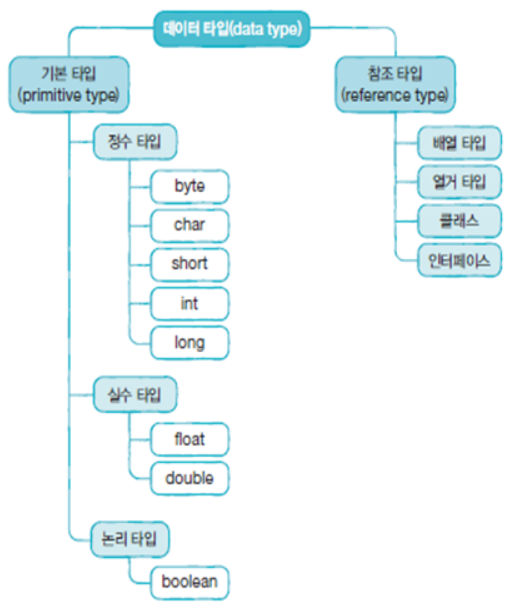 데이터 타입(data type)
기본 타입
(primitive type)
정수 타입
byte
char
short
int
long
실수 타입
float
double
논리 타입
boolean
참조 타입
(reference type)
배열 타입
열거 타입
클래스
인터페이스